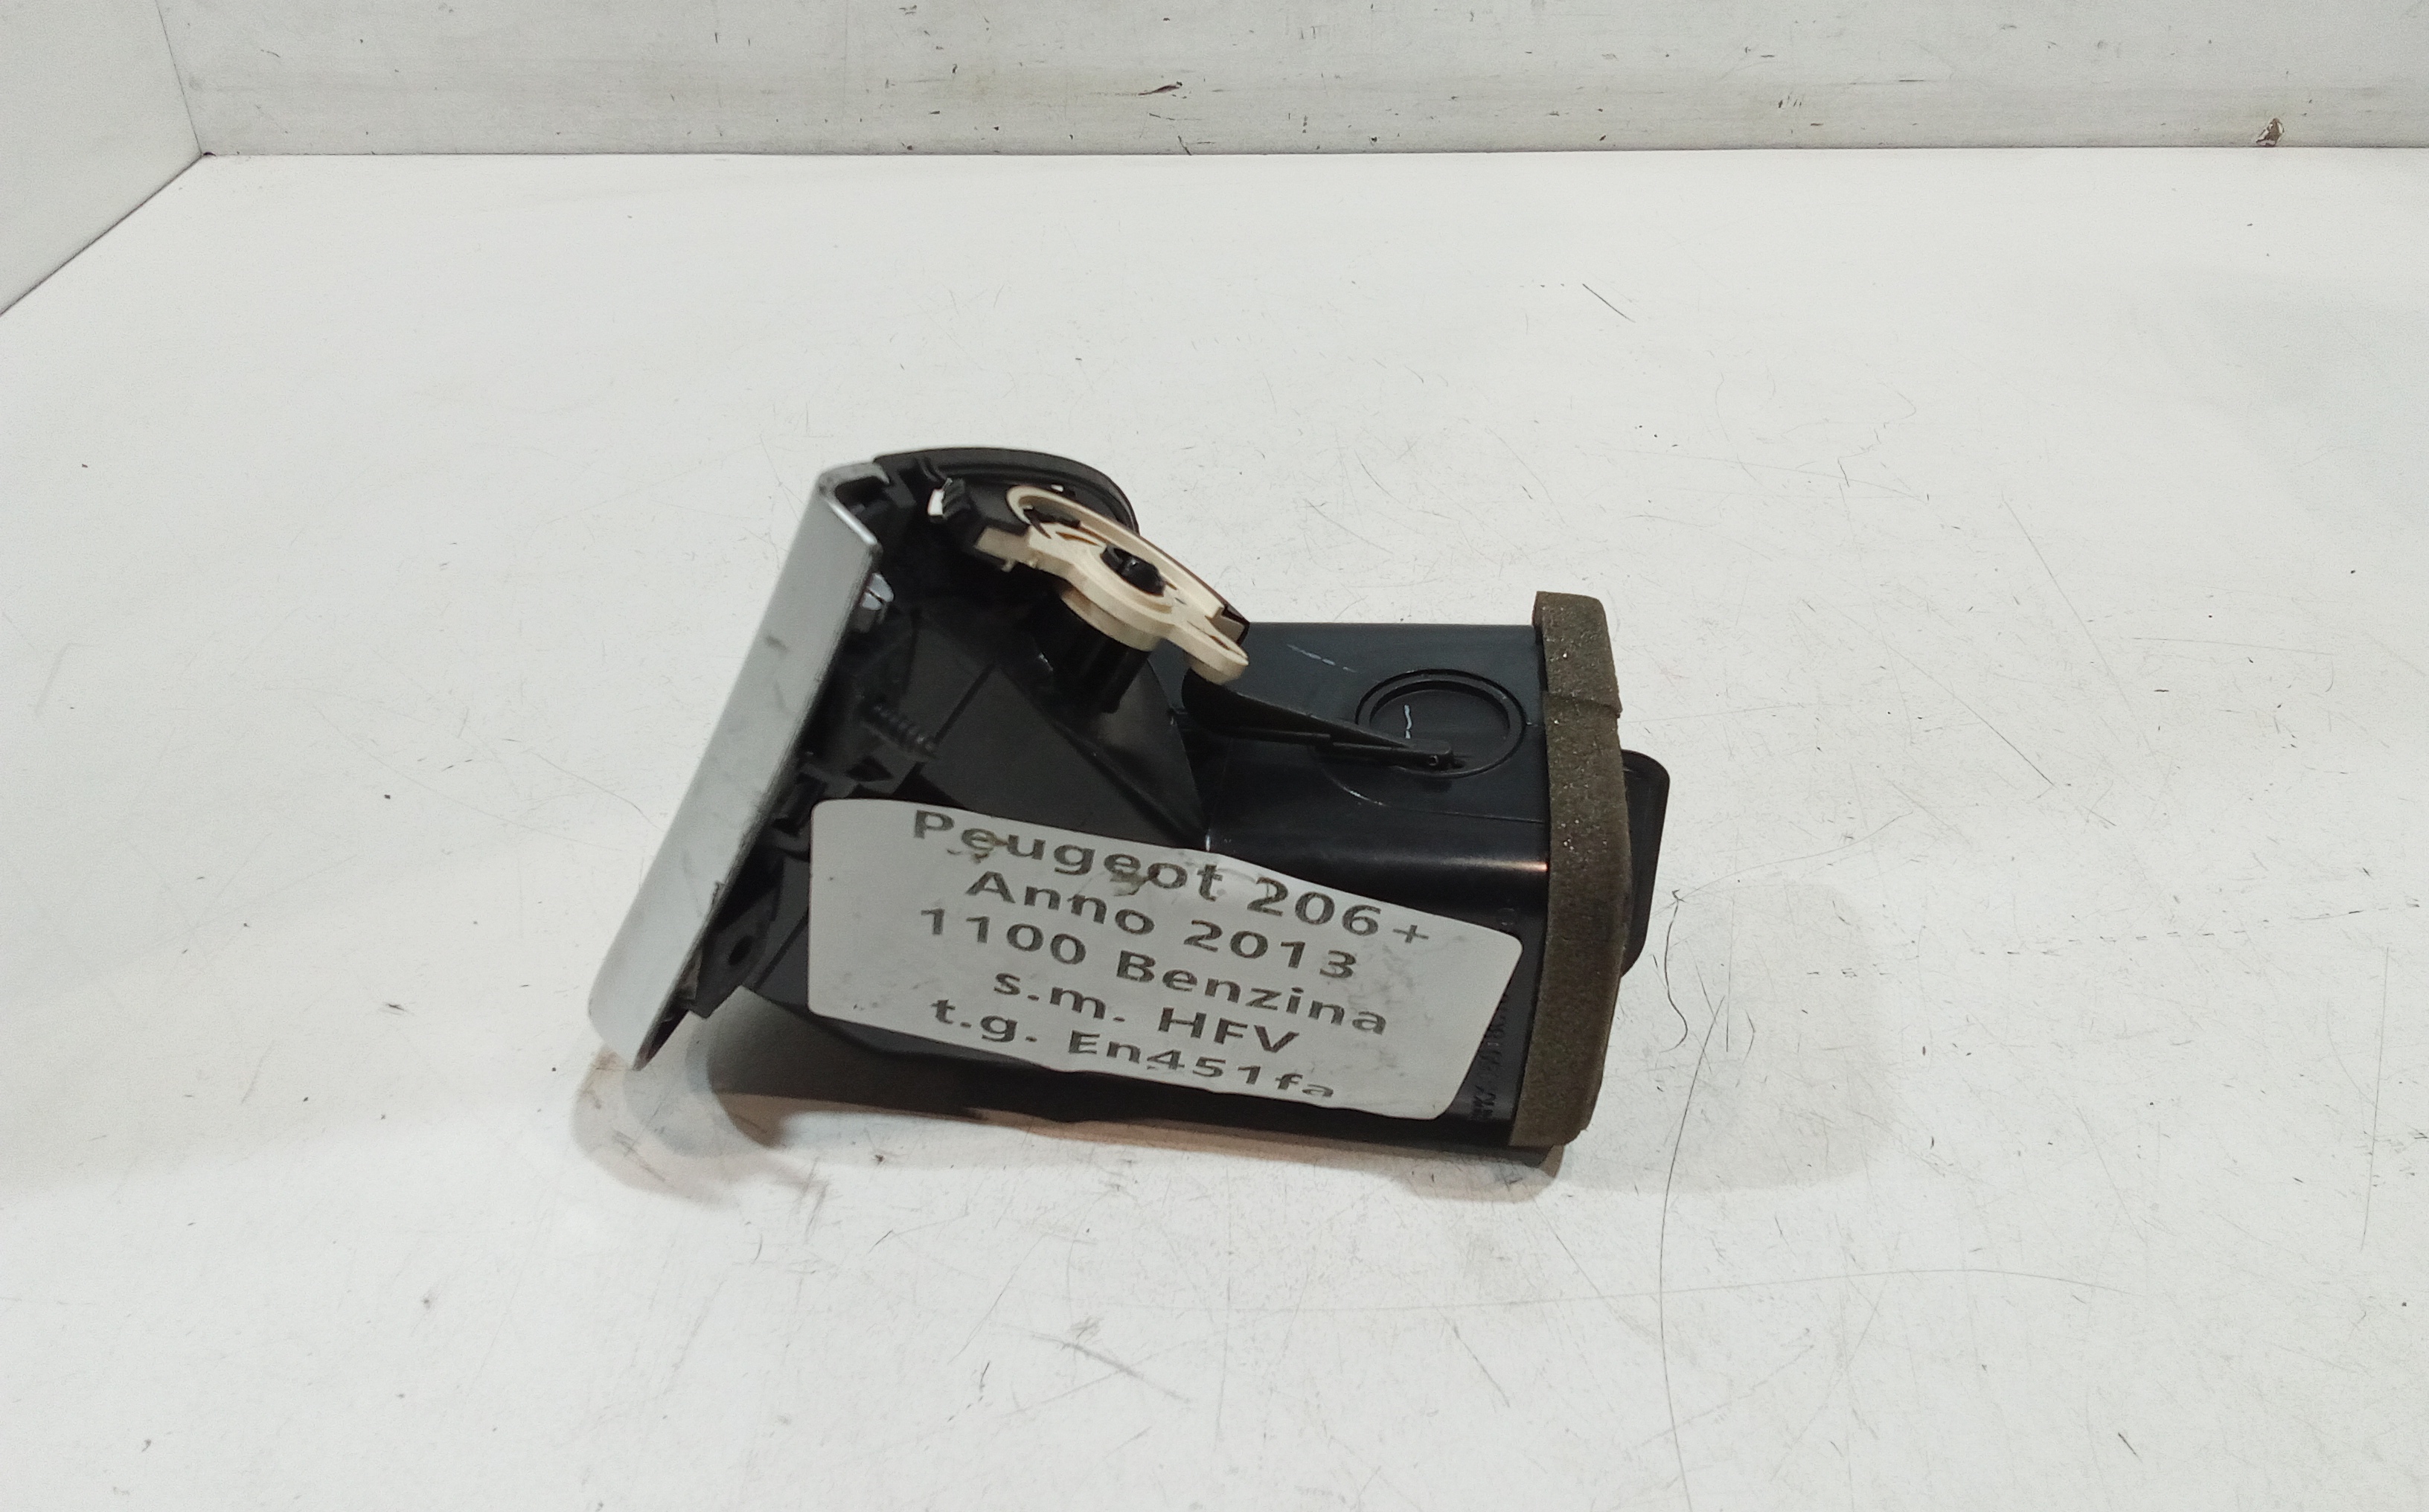 Peugeot 206+
Anno 2013
1100 Benzina
s.m. HFV
t.g. En451fa